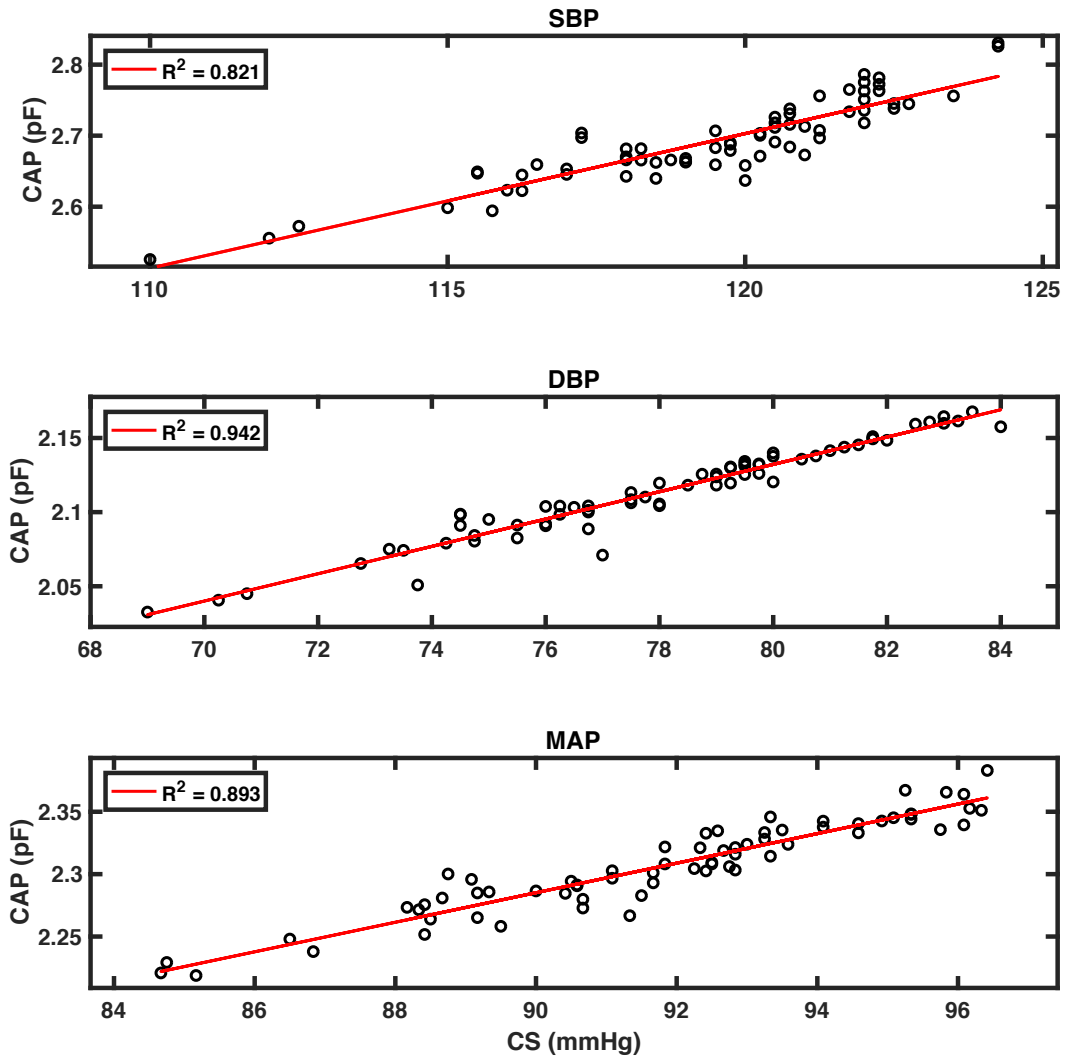 SBP
R² = 0.821
CAP (pF)
2.8
2.7
2.6
110 115 120 125
DBP
R² = 0.942
CAP (pF)
2.15
2.1
2.05
68 70 72 74 76 78 80 82 84
MAP
R² = 0.893
CAP (pF)
2.35
2.3
2.25
84 86 88 90 92 94 96
CS (mmHg)